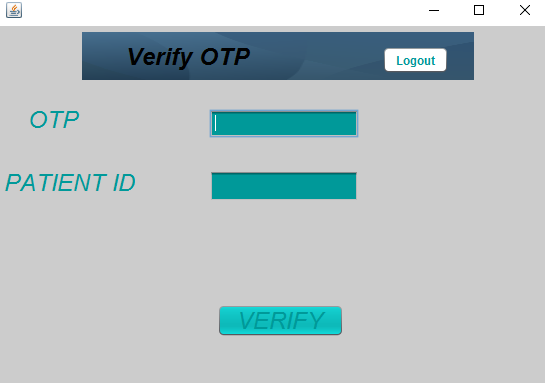 Verify OTP
Logout
OTP
PATIENT ID
VERIFY